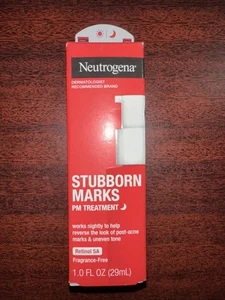 Neutrogena®
DERMATOLOGIST
RECOMMENDED BRAND
STUBBORN
MARKS
PM TREATMENT
works nightly to help
reverse the look of post-acne
marks & uneven tone
Retinol SA
Fragrance-Free
1.0 FL OZ (29mL)